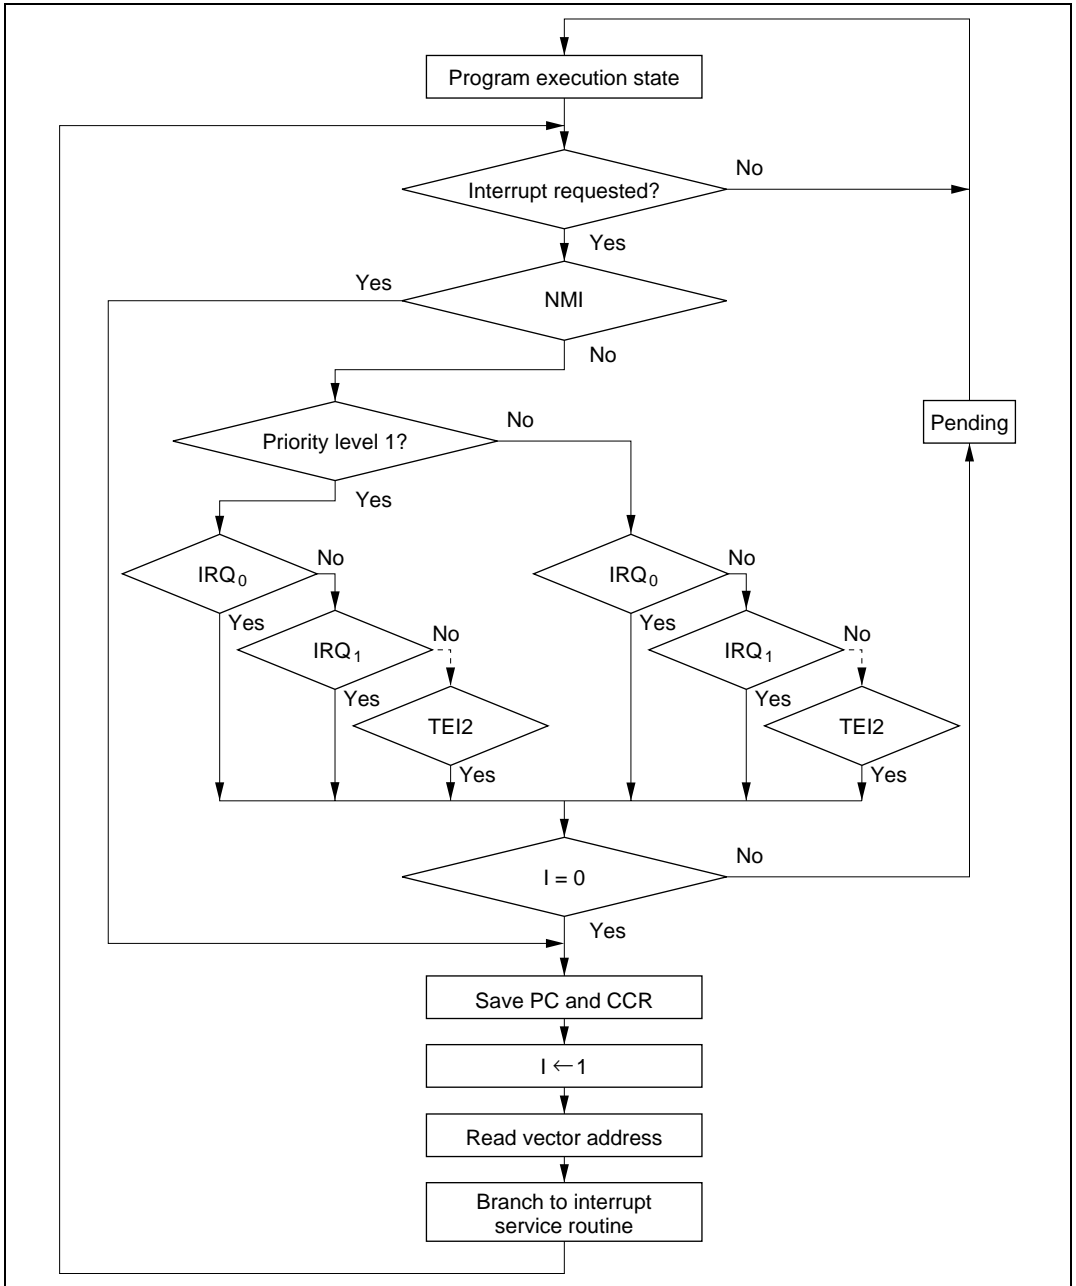 Program execution state
Interrupt requested?
No
Yes
Yes
NMI
No
Priority level 1?
No
Pending
Yes
IRQ0
No
IRQ0
No
Yes
IRQ1
No
Yes
IRQ1
No
Yes
TEI2
Yes
TEI2
Yes
Yes
I = 0
No
Yes
Save PC and CCR
I ← 1
Read vector address
Branch to interrupt
service routine